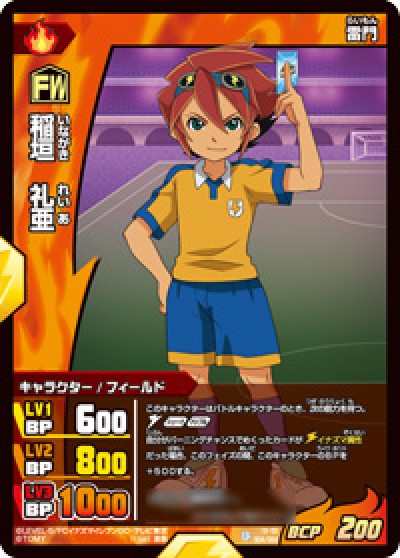 らいもん
雷門
FW
いながき
稲垣
れいあ
礼亜
キャラクター / フィールド
LV1
BP 600
LV2
BP 800
LV3
BP 1000
このキャラクターはバトルキャラクターのとき、次の能力を持つ。
自分がバーニングチャンスでめくったカードが イナズマ属性
だった場合、このフェイズの間、このキャラクターのBPを
+500する。
BCP 200
©TOMY